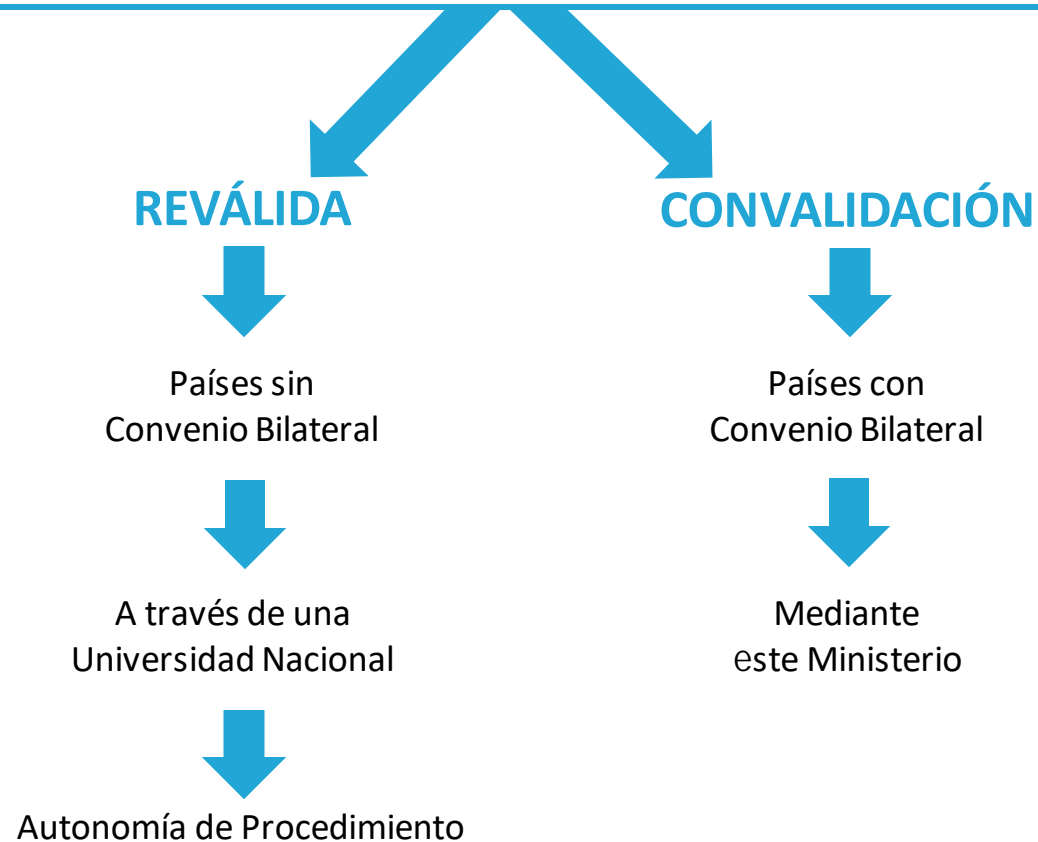 REVÁLIDA
Países sin
Convenio Bilateral
A través de una
Universidad Nacional
Autonomía de Procedimiento
CONVALIDACIÓN
Países con
Convenio Bilateral
Mediante
este Ministerio